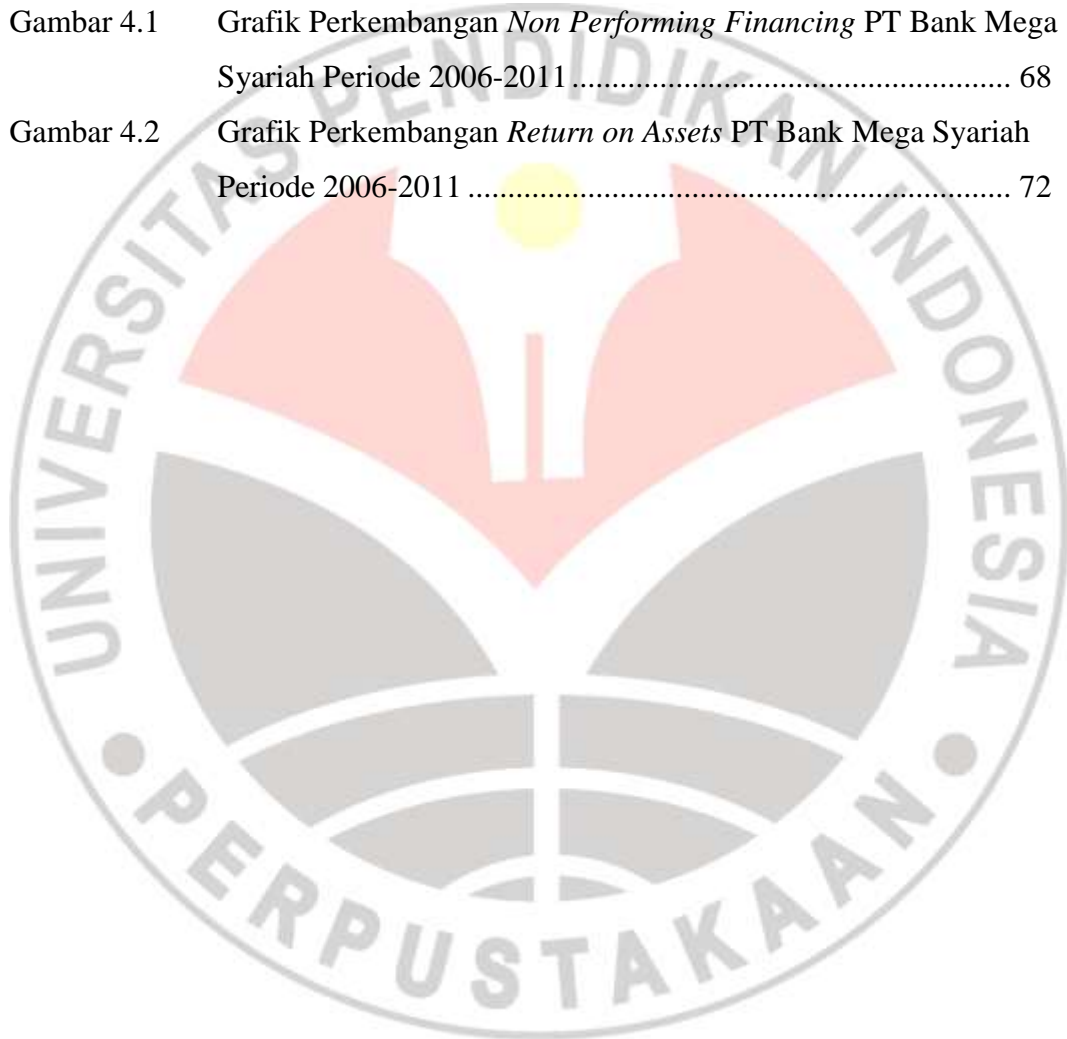 Gambar 4.1 Grafik Perkembangan Non Performing Financing PT Bank Mega
Syariah Periode 2006-2011 .................................................................... 68
Gambar 4.2 Grafik Perkembangan Return on Assets PT Bank Mega Syariah
Periode 2006-2011 .................................................................................... 72
UNIVERSITAS PENDIDIKAN INDONESIA
• PERPUSTAKAAN •